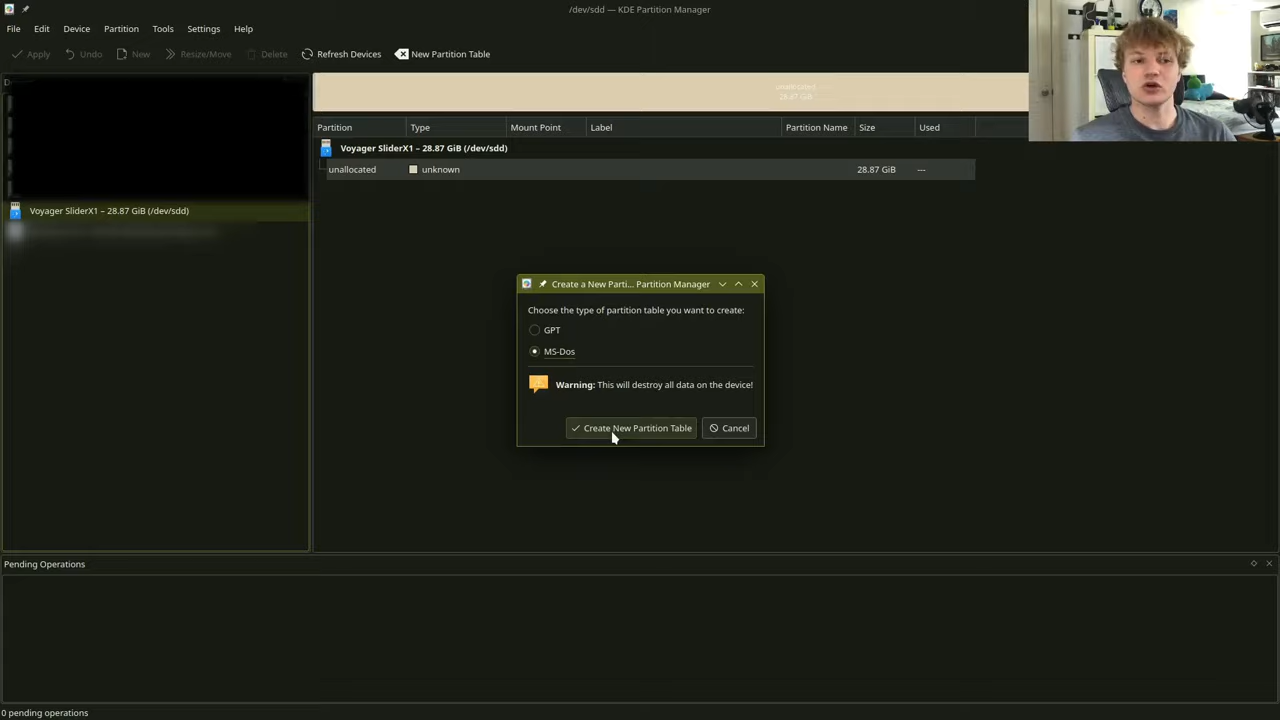 /dev/sdd — KDE Partition Manager
File Edit Device Partition Tools Settings Help
Apply Undo New Resize/Move Delete Refresh Devices New Partition Table
unallocated
28.87 GiB
Partition Type Mount Point Label Partition Name Size Used
Voyager SliderX1 – 28.87 GiB (/dev/sdd)
unallocated unknown 28.87 GiB ---
Voyager SliderX1 – 28.87 GiB (/dev/sdd)
Create a New Parti... Partition Manager
Choose the type of partition table you want to create:
GPT
MS-Dos
Warning: This will destroy all data on the device!
Create New Partition Table Cancel
Pending Operations
0 pending operations